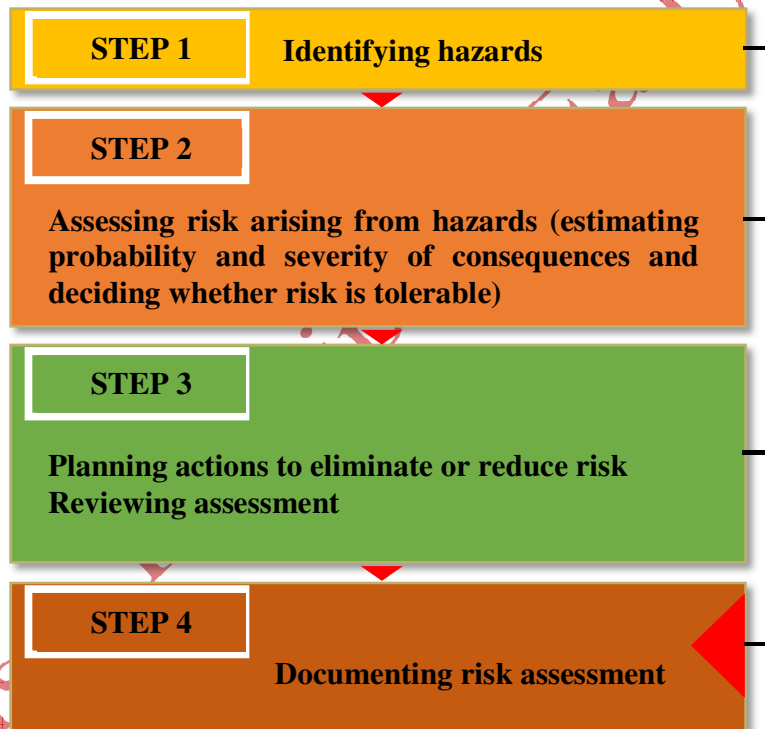 STEP 1
Identifying hazards
STEP 2
Assessing risk arising from hazards (estimating
probability and severity of consequences and
deciding whether risk is tolerable)
STEP 3
Planning actions to eliminate or reduce risk
Reviewing assessment
STEP 4
Documenting risk assessment